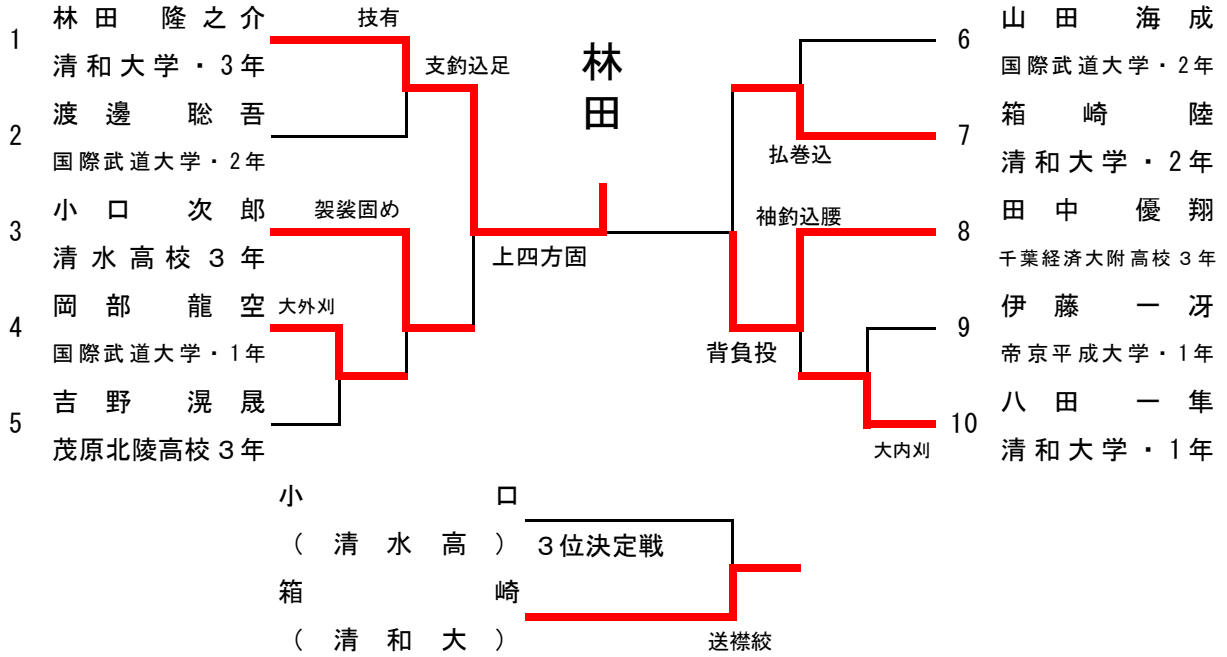 林田 隆之介
1
清和大学・3年
渡邊 聡吾
2
国際武道大学・2年
小口 次郎
3
清水高校3年
岡部 龍空
4
国際武道大学・1年
吉野 滉晟
5
茂原北陵高校3年
技有
支釣込足
袈裟固め
大外刈
上四方固
林田
払巻込
袖釣込腰
背負投
大内刈
山田 海成
6
国際武道大学・2年
箱崎 陸
7
清和大学・2年
田中 優翔
8
千葉経済大附高校3年
伊藤 一冴
9
帝京平成大学・1年
八田 一隼
10
清和大学・1年
小口
(清水高)
3位決定戦
箱崎
(清和大)
送襟絞